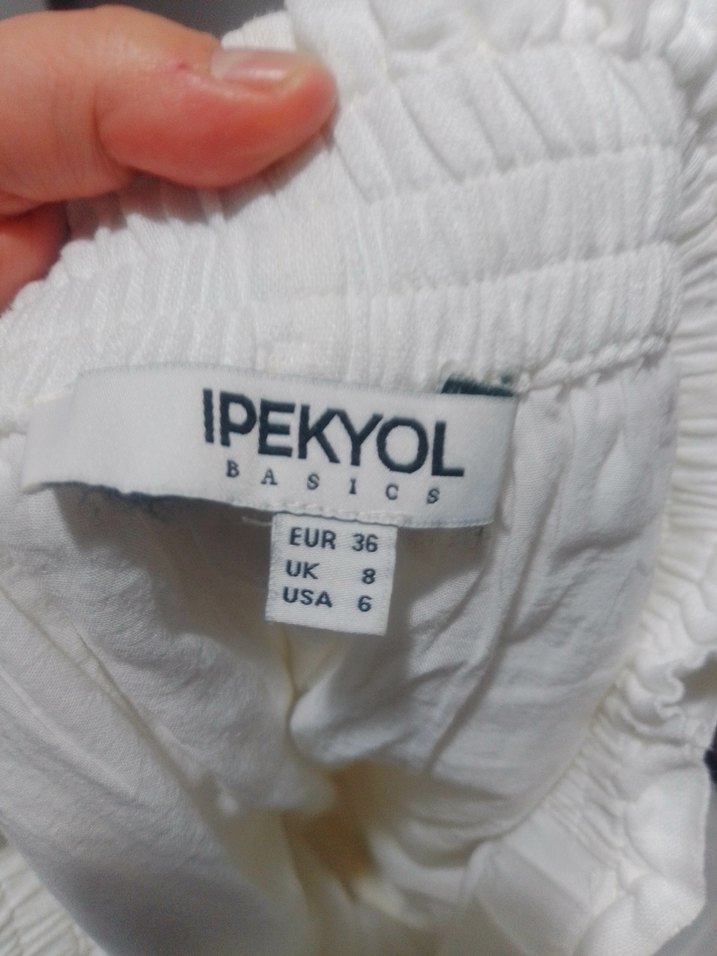 IPEKYOL
BASICS
EUR 36
UK 8
USA 6